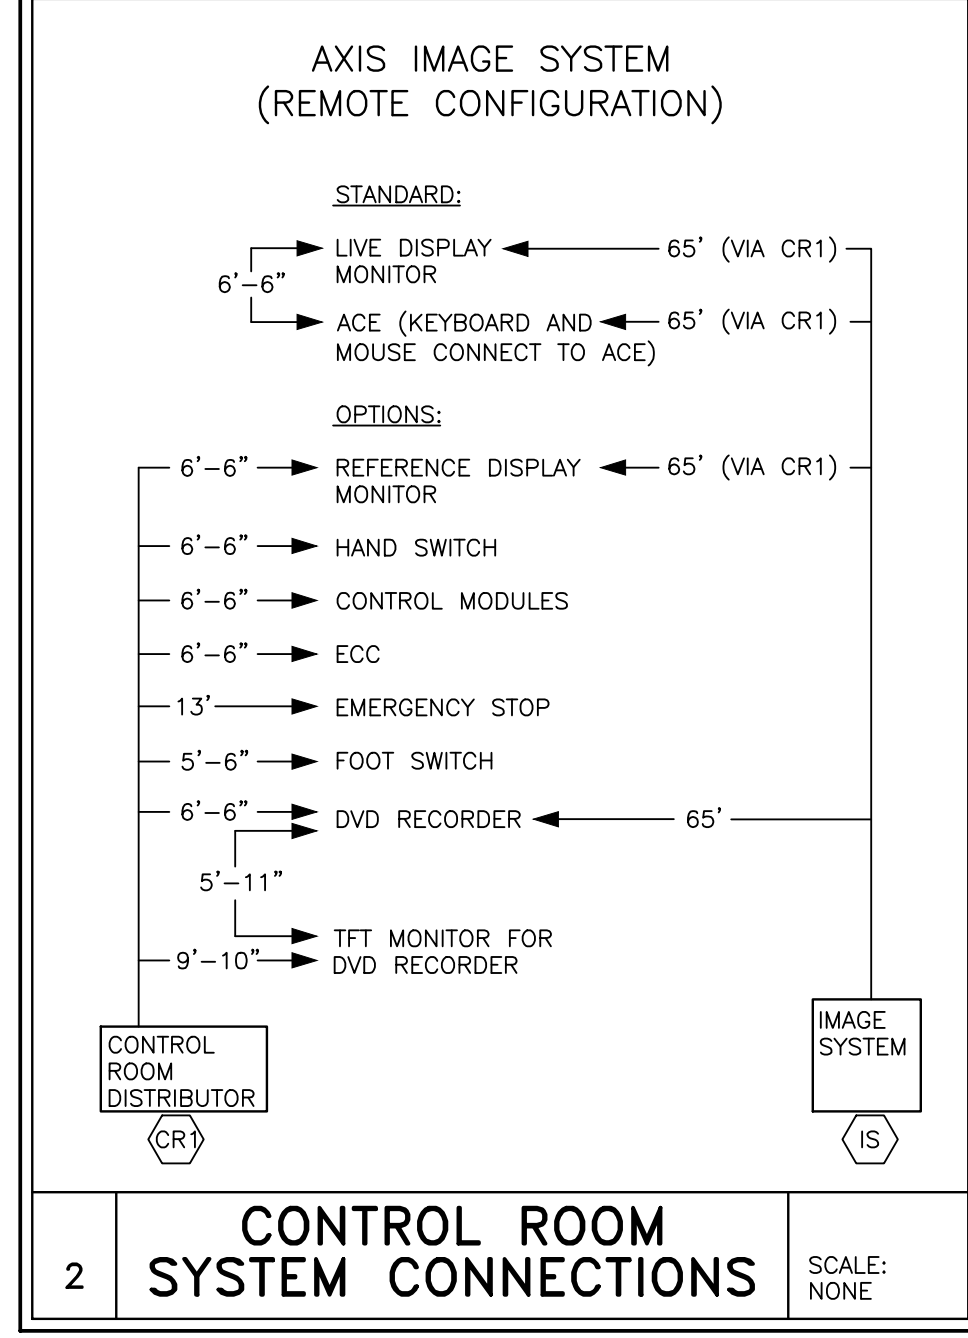 AXIS IMAGE SYSTEM
(REMOTE CONFIGURATION)
STANDARD:
LIVE DISPLAY MONITOR
65' (VIA CR1)
6'-6"
ACE (KEYBOARD AND
MOUSE CONNECT TO ACE)
65' (VIA CR1)
OPTIONS:
6'-6"
REFERENCE DISPLAY
MONITOR
65' (VIA CR1)
6'-6"
HAND SWITCH
6'-6"
CONTROL MODULES
6'-6"
ECC
13'
EMERGENCY STOP
5'-6"
FOOT SWITCH
6'-6"
DVD RECORDER
65'
5'-11"
TFT MONITOR FOR
DVD RECORDER
9'-10"
CONTROL
ROOM
DISTRIBUTOR
CR1
IMAGE
SYSTEM
IS
2
CONTROL ROOM
SYSTEM CONNECTIONS
SCALE:
NONE